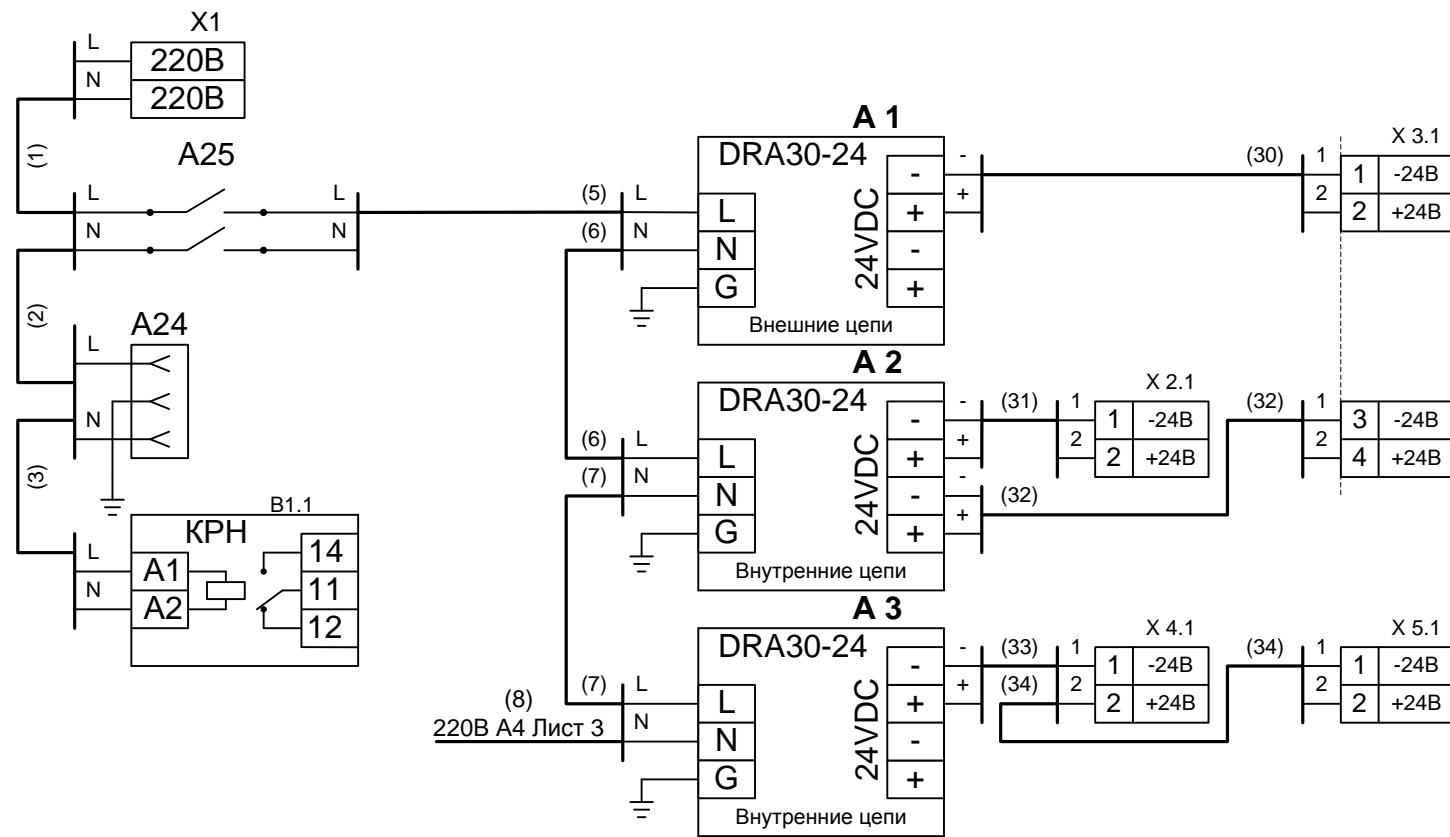 X1
L
220В
N
220В
(1)
A25
L
N
L
N
(2)
A24
L
N
(3)
B1.1
КРН
L
A1
N
A2
14
11
12
(5)
L
(6)
N
A 1
DRA30-24
L
N
G
24VDC
-
+
-
+
Внешние цепи
-
+
(30)
1
2
X 3.1
1 -24В
2 +24В
A 2
DRA30-24
(6)
L
(7)
N
L
N
G
24VDC
-
+
-
+
Внутренние цепи
-
+
-
+
(31)
1
2
X 2.1
1 -24В
2 +24В
(32)
(32)
1
2
3 -24В
4 +24В
A 3
DRA30-24
(7)
L
N
(8)
220В А4 Лист 3
L
N
G
24VDC
-
+
-
+
Внутренние цепи
-
+
(33)
(34)
1
2
X 4.1
1 -24В
2 +24В
(34)
1
2
X 5.1
1 -24В
2 +24В